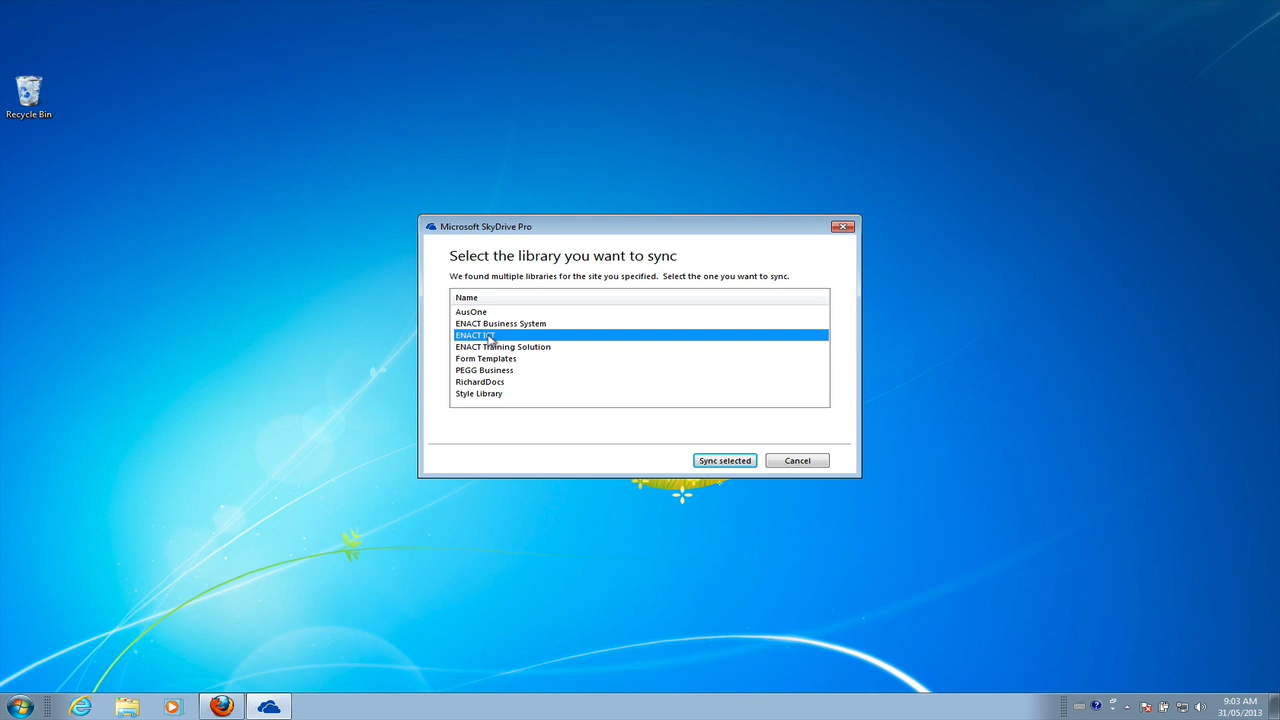 Recycle Bin
Microsoft SkyDrive Pro
Select the library you want to sync
We found multiple libraries for the site you specified. Select the one you want to sync.
Name
AusOne
ENACT Business System
ENACT ICT
ENACT Training Solution
Form Templates
PEGG Business
RichardDocs
Style Library
Sync selected
Cancel
9:03 AM
31/05/2013